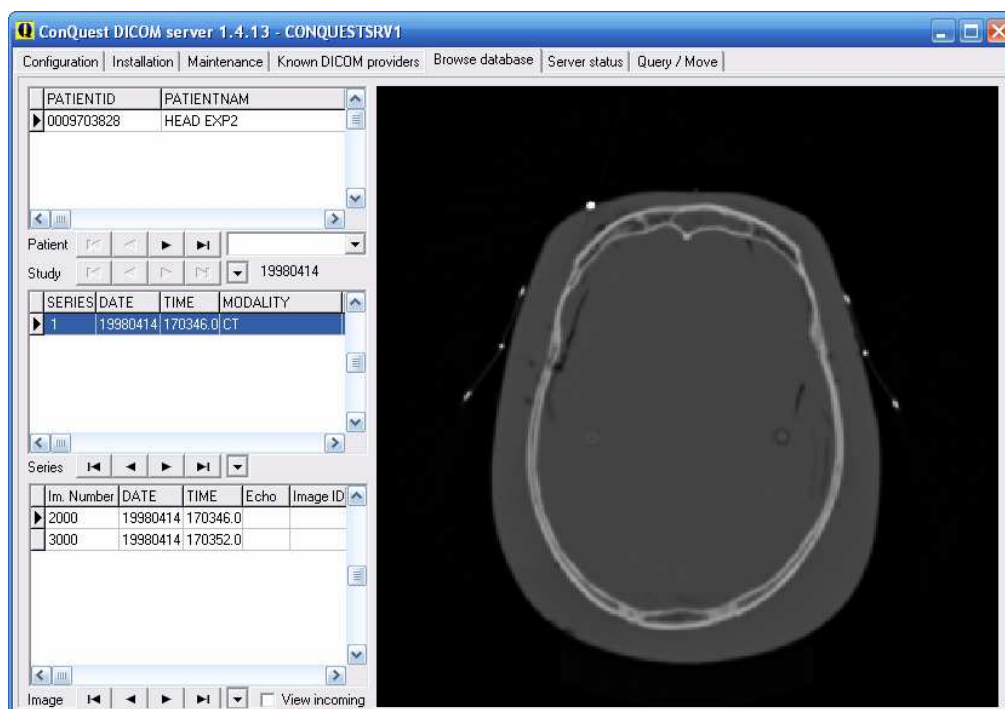 ConQuest DICOM server 1.4.13 - CONQUESTSRV1
Configuration Installation Maintenance Known DICOM providers Browse database Server status Query / Move
PATIENTID PATIENTNAM
0009703828 HEAD EXP2
Patient
Study 19980414
SERIES DATE TIME MODALITY
1 19980414 170346.0 CT
Series
Im. Number DATE TIME Echo Image ID
2000 19980414 170346.0
3000 19980414 170352.0
Image View incoming